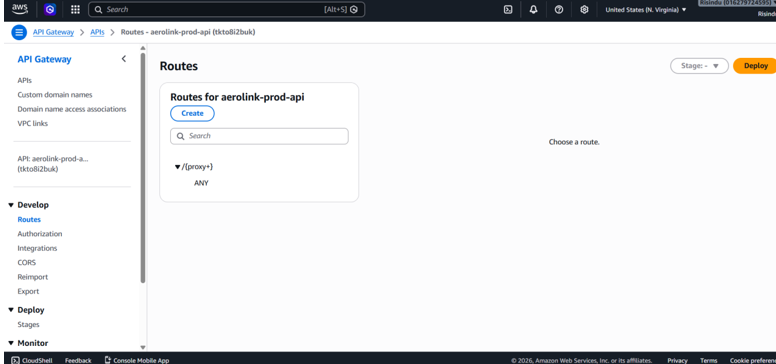 aws
Search [Alt+S]
United States (N. Virginia) ▼
Risindu
API Gateway > APIs > Routes - aerolink-prod-api (tkto8i2buk)
API Gateway
APIs
Custom domain names
Domain name access associations
VPC links
API: aerolink-prod-a...
(tkto8i2buk)
▼ Develop
Routes
Authorization
Integrations
CORS
Reimport
Export
▼ Deploy
Stages
▼ Monitor
Routes
Stage: - ▼
Deploy
Routes for aerolink-prod-api
Create
Search
▼ /{proxy+}
ANY
Choose a route.
CloudShell Feedback Console Mobile App © 2026, Amazon Web Services, Inc. or its affiliates. Privacy Terms Cookie preferen